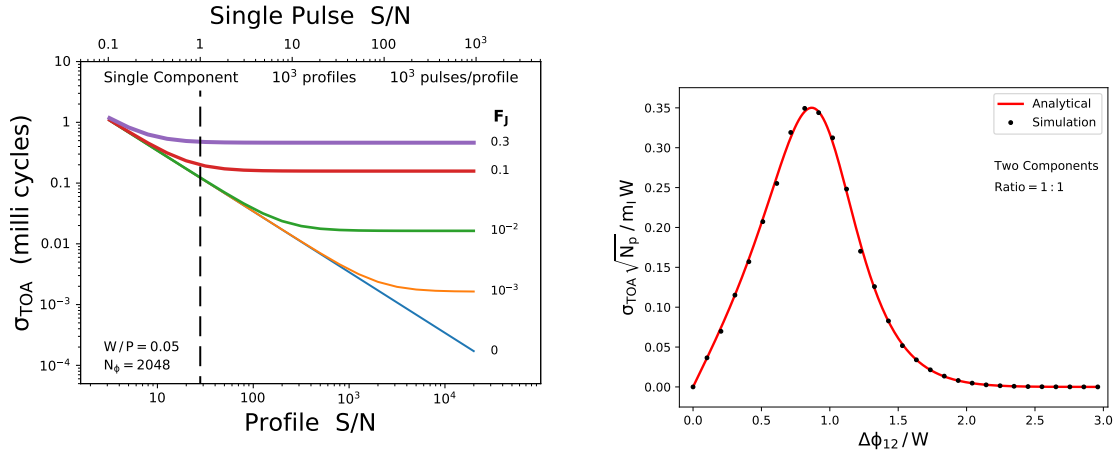 Single Pulse S/N
0.1 1 10 100 10³
Single Component 10³ profiles 10³ pulses/profile
F_J
0.3
0.1
10⁻²
10⁻³
0
W / P = 0.05
N_ϕ = 2048
10
1
0.1
0.01
10⁻³
10⁻⁴
σ_TOA (milli cycles)
10 100 10³ 10⁴
Profile S/N
Analytical
Simulation
Two Components
Ratio = 1 : 1
0.35
0.30
0.25
0.20
0.15
0.10
0.05
0.00
σ_TOA √N_p / m_I W
0.0 0.5 1.0 1.5 2.0 2.5 3.0
Δϕ₁₂ / W